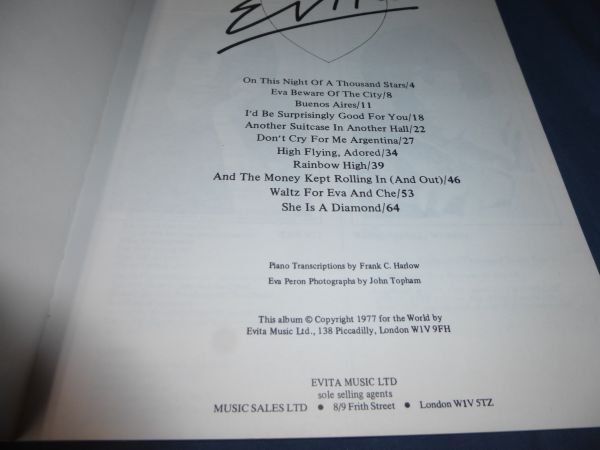 On This Night Of A Thousand Stars/4
Eva Beware Of The City/8
Buenos Aires/11
I'd Be Surprisingly Good For You/18
Another Suitcase In Another Hall/22
Don't Cry For Me Argentina/27
High Flying, Adored/34
Rainbow High/39
And The Money Kept Rolling In (And Out)/46
Waltz For Eva And Che/53
She Is A Diamond/64
Piano Transcriptions by Frank C. Harlow
Eva Peron Photographs by John Topham
This album © Copyright 1977 for the World by
Evita Music Ltd., 138 Piccadilly, London W1V 9FH
EVITA MUSIC LTD
sole selling agents
MUSIC SALES LTD ● 8/9 Frith Street ● London W1V 5TZ